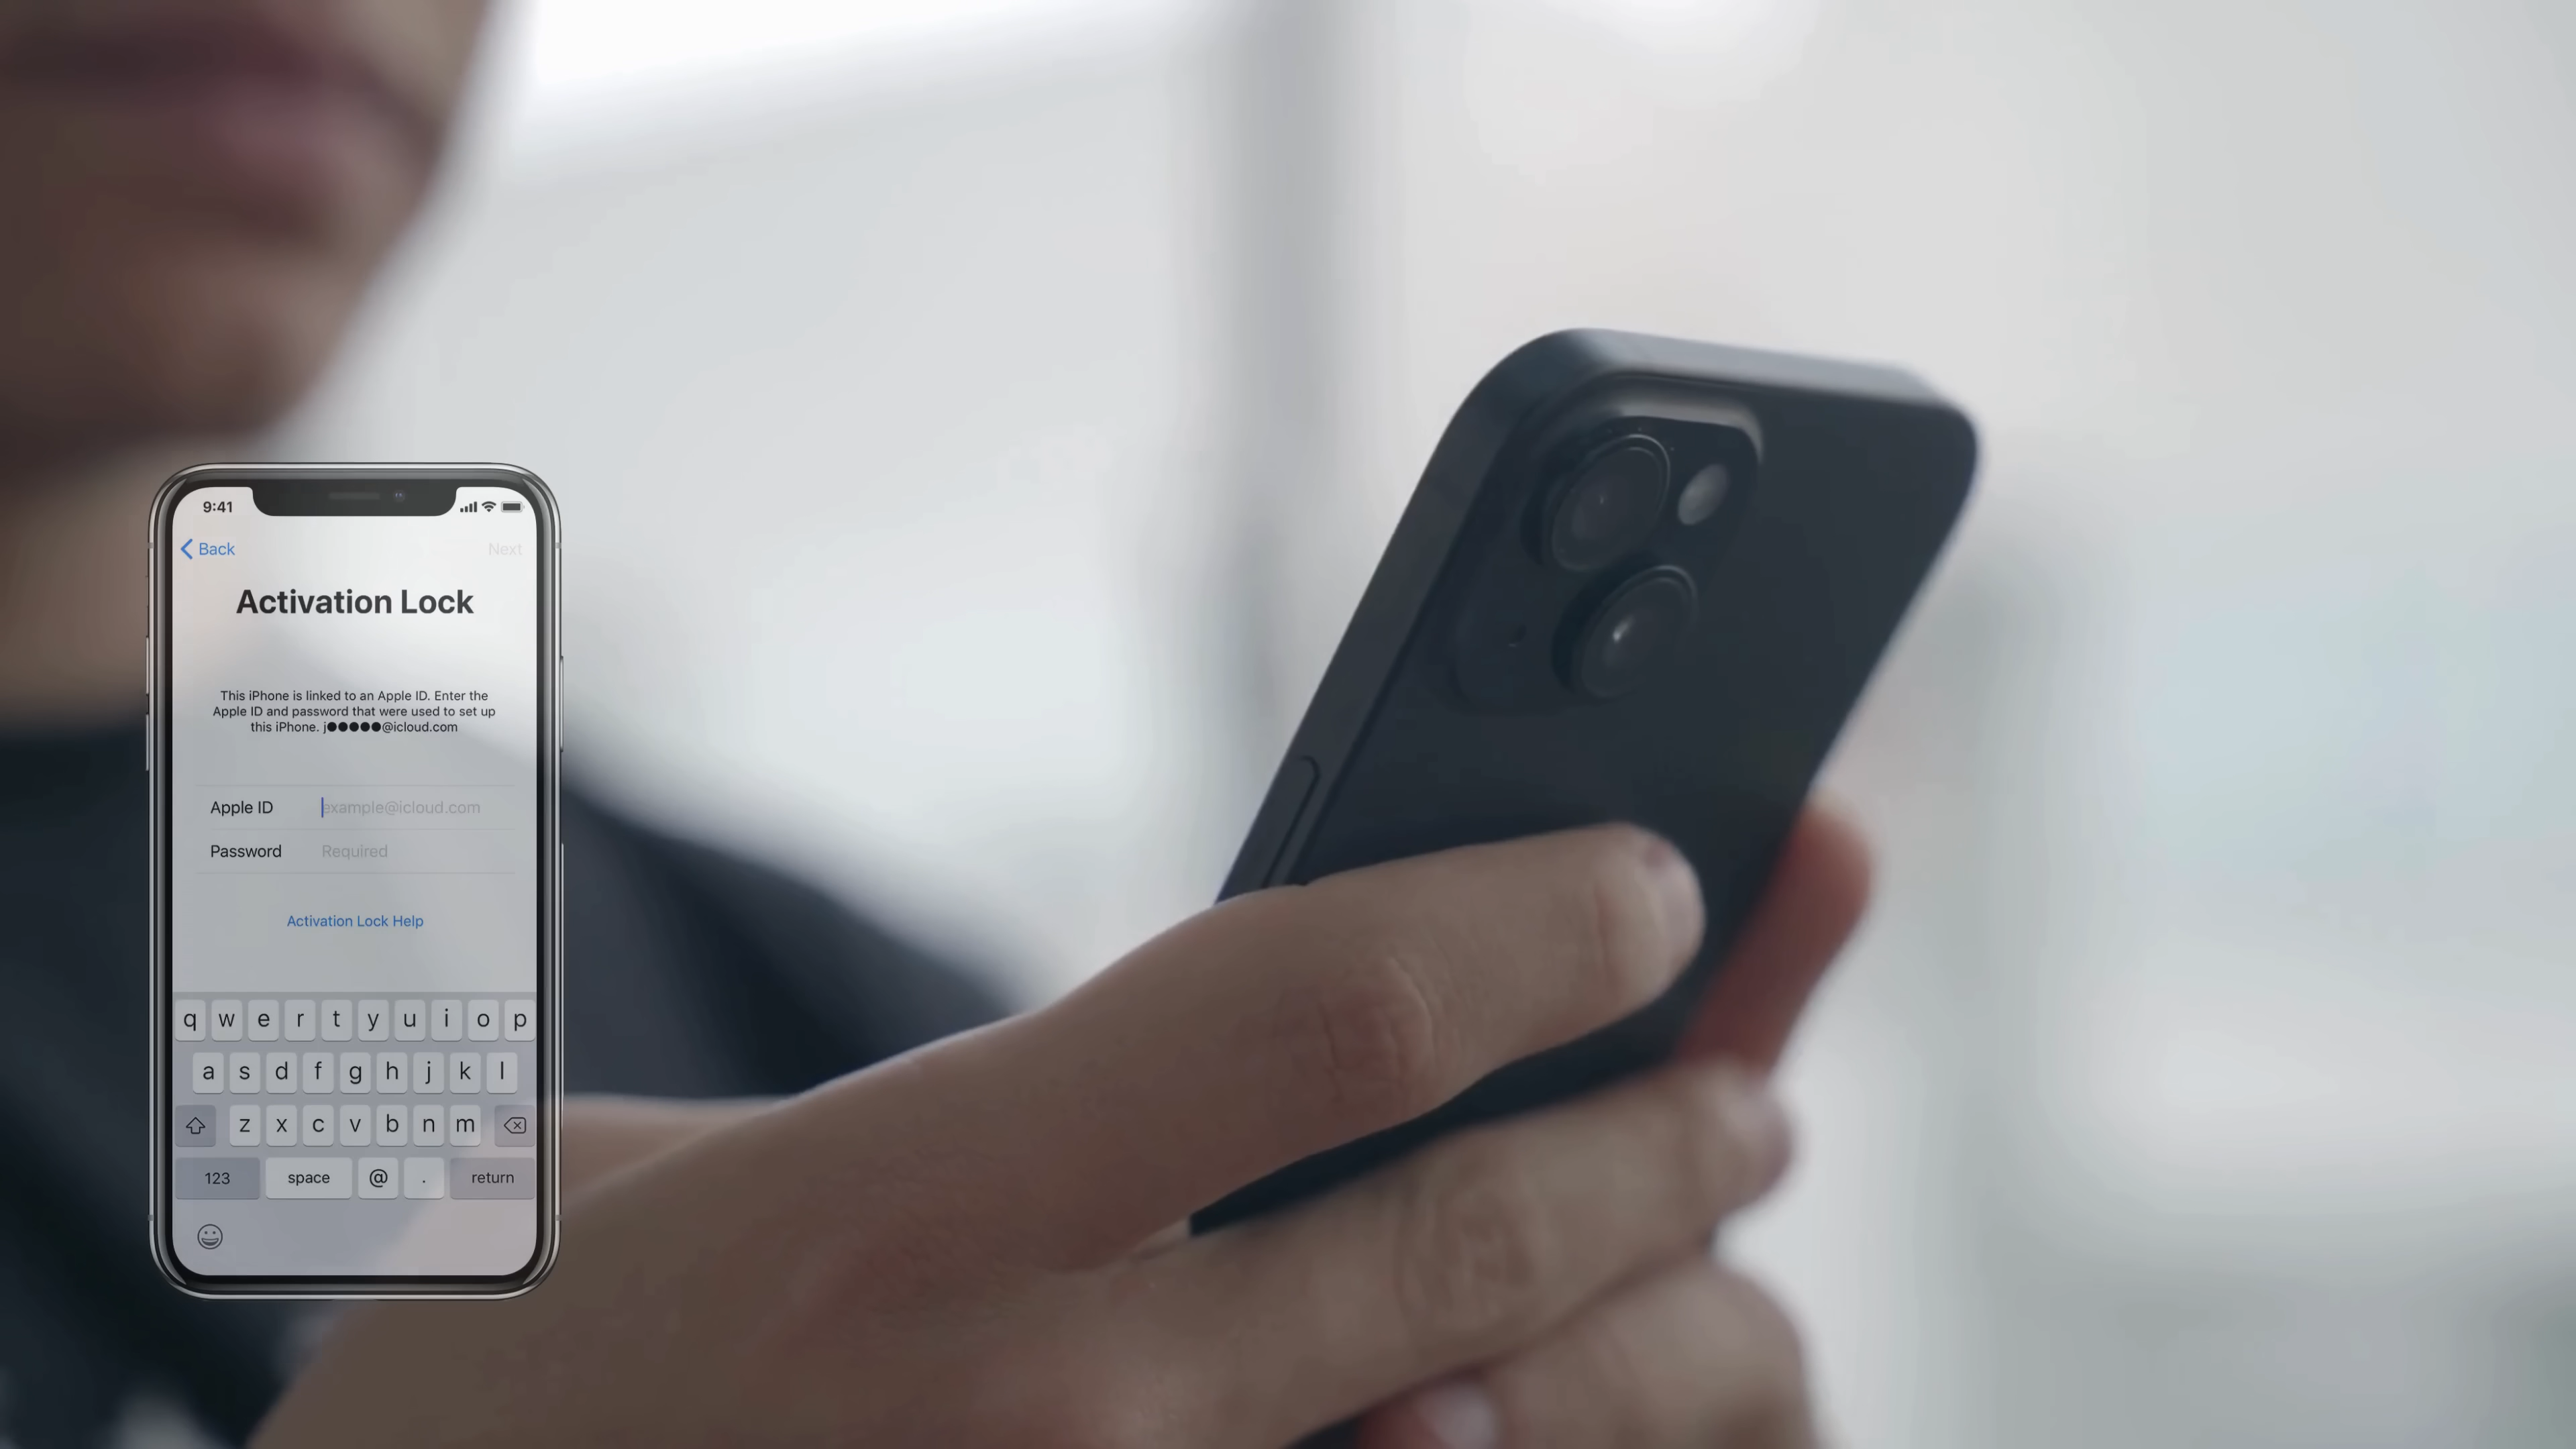 9:41
Back Next
Activation Lock
This iPhone is linked to an Apple ID. Enter the
Apple ID and password that were used to set up
this iPhone. j●●●●●@icloud.com
Apple ID example@icloud.com
Password Required
Activation Lock Help
q w e r t y u i o p
a s d f g h j k l
z x c v b n m
123 space @ . return